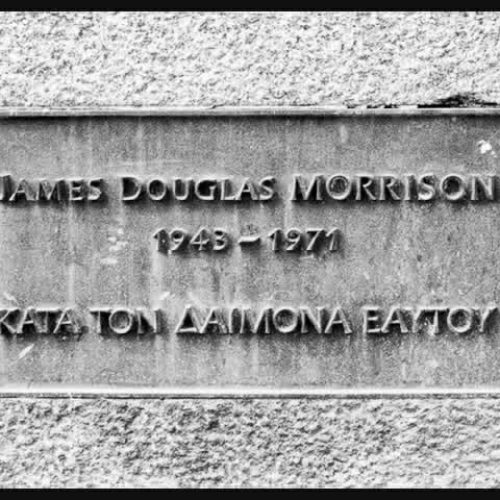 JAMES DOUGLAS MORRISON
1943 – 1971
ΚΑΤΑ ΤΟΝ ΔΑΙΜΟΝΑ ΕΑΥΤΟΥ